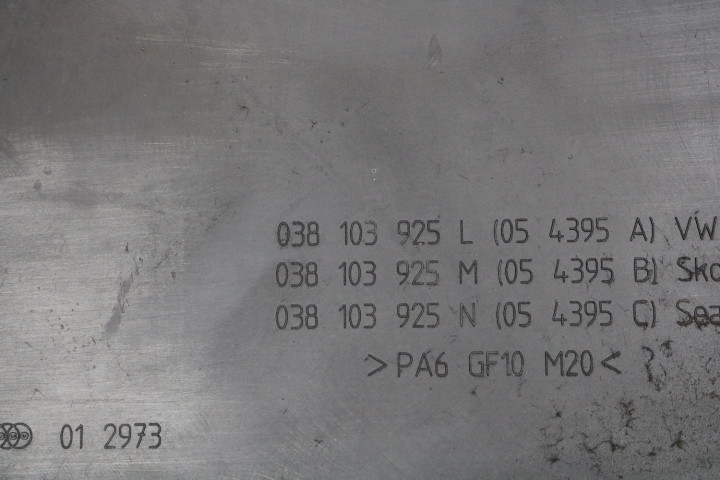 038 103 925 L (05 4395 A) VW
038 103 925 M (05 4395 B) Sko
038 103 925 N (05 4395 C) Sea
>PA6 GF10 M20<
01 2973